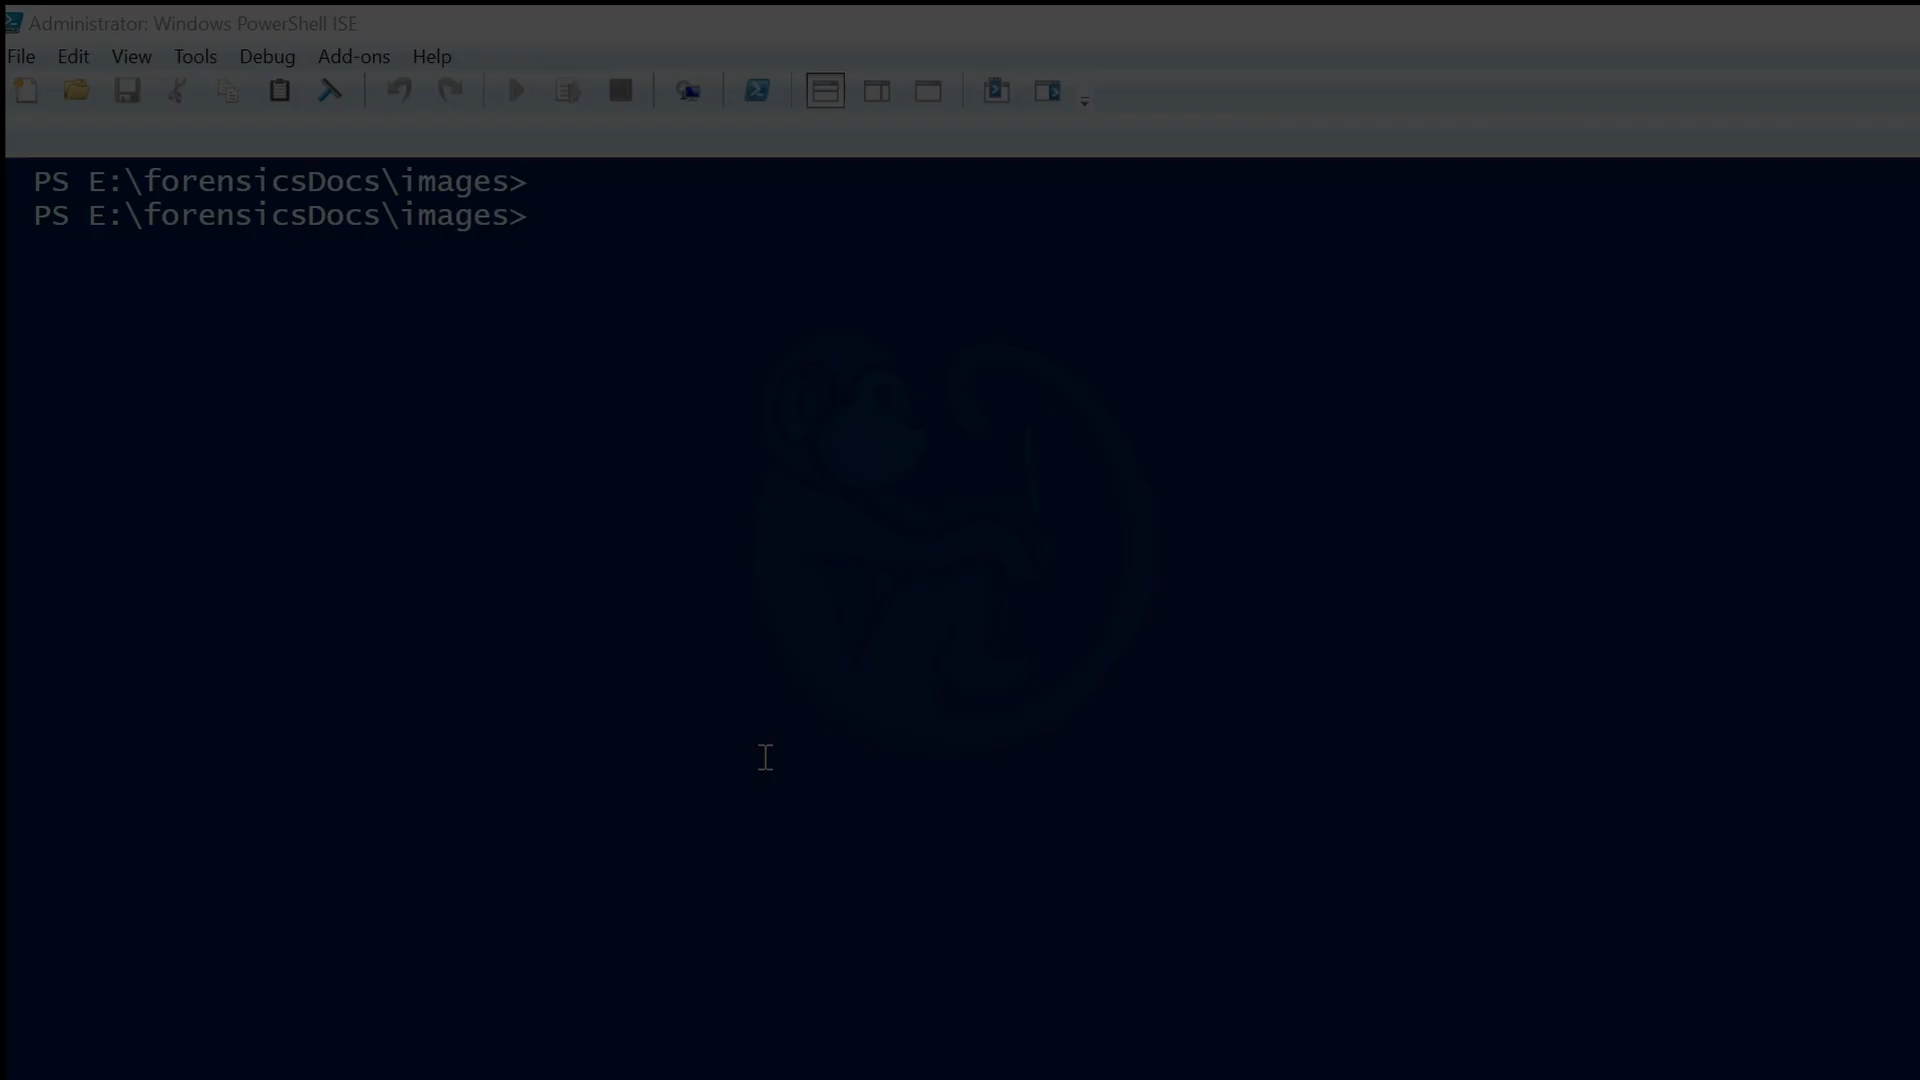 Administrator: Windows PowerShell ISE
File Edit View Tools Debug Add-ons Help
PS E:\forensicsDocs\images>
PS E:\forensicsDocs\images>